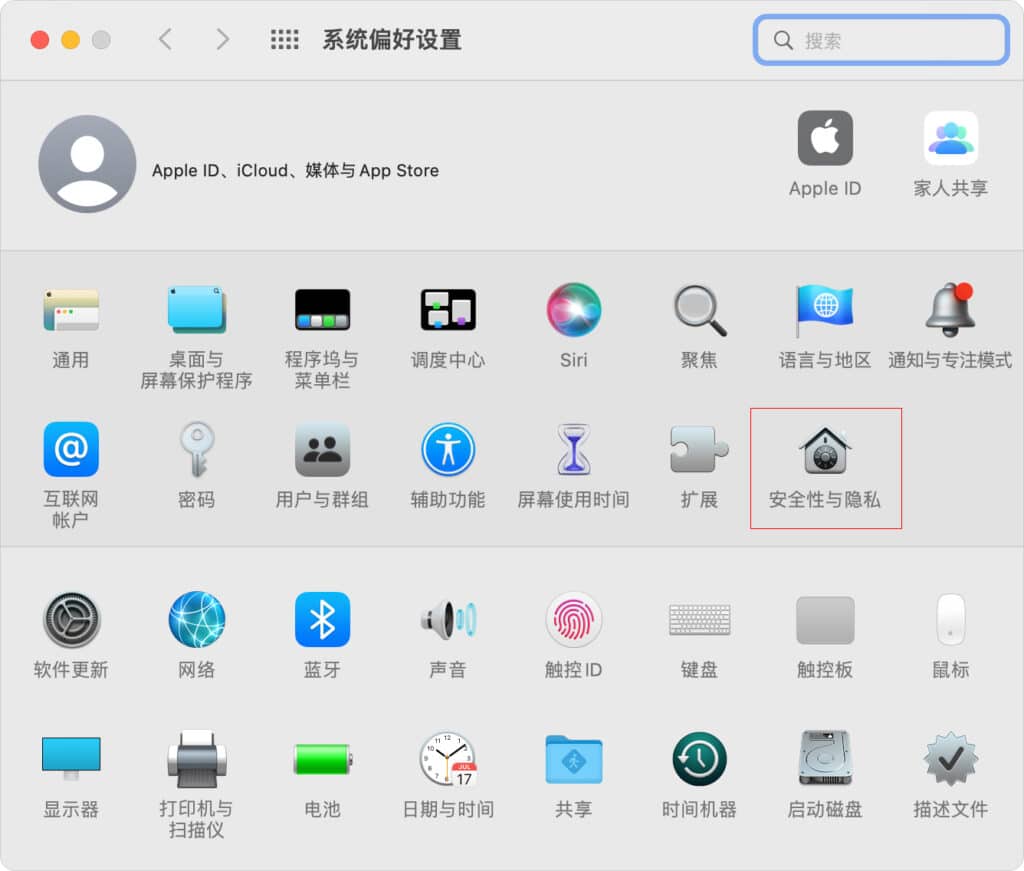 系统偏好设置
搜索
Apple ID、iCloud、媒体与 App Store
Apple ID
家人共享
通用
桌面与
屏幕保护程序
程序坞与
菜单栏
调度中心
Siri
聚焦
语言与地区
通知与专注模式
互联网
帐户
密码
用户与群组
辅助功能
屏幕使用时间
扩展
安全性与隐私
软件更新
网络
蓝牙
声音
触控 ID
键盘
触控板
鼠标
显示器
打印机与
扫描仪
电池
JUL
17
日期与时间
共享
时间机器
启动磁盘
描述文件